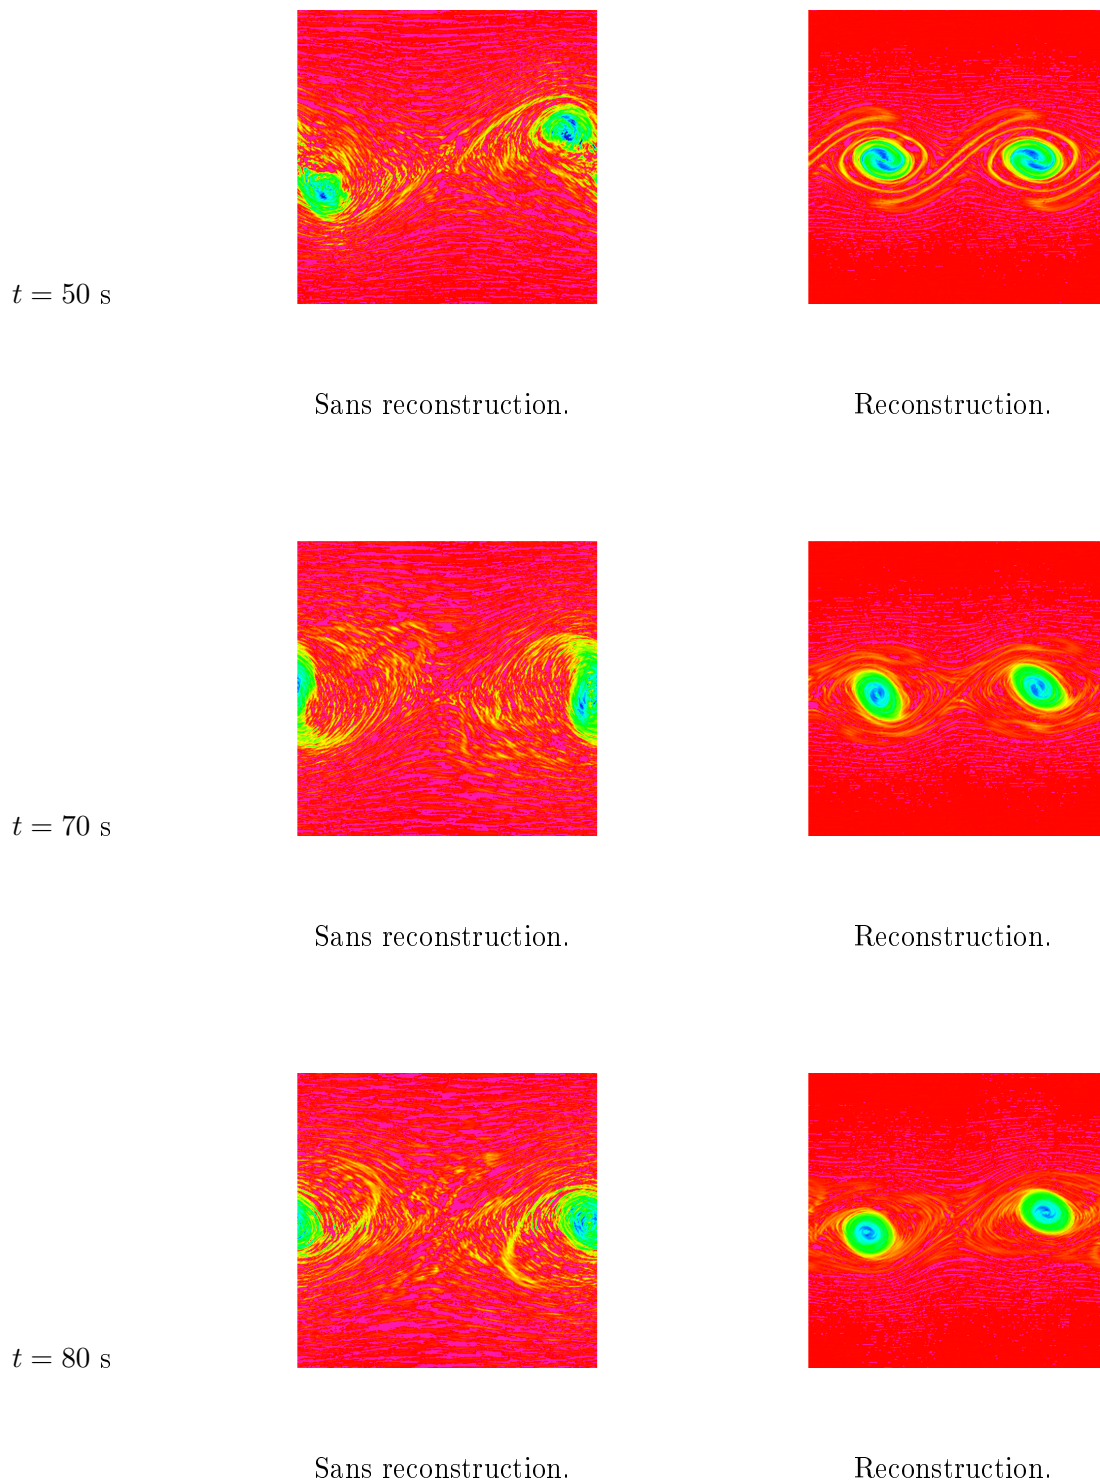 t = 50 s
Sans reconstruction.
Reconstruction.
t = 70 s
Sans reconstruction.
Reconstruction.
t = 80 s
Sans reconstruction.
Reconstruction.